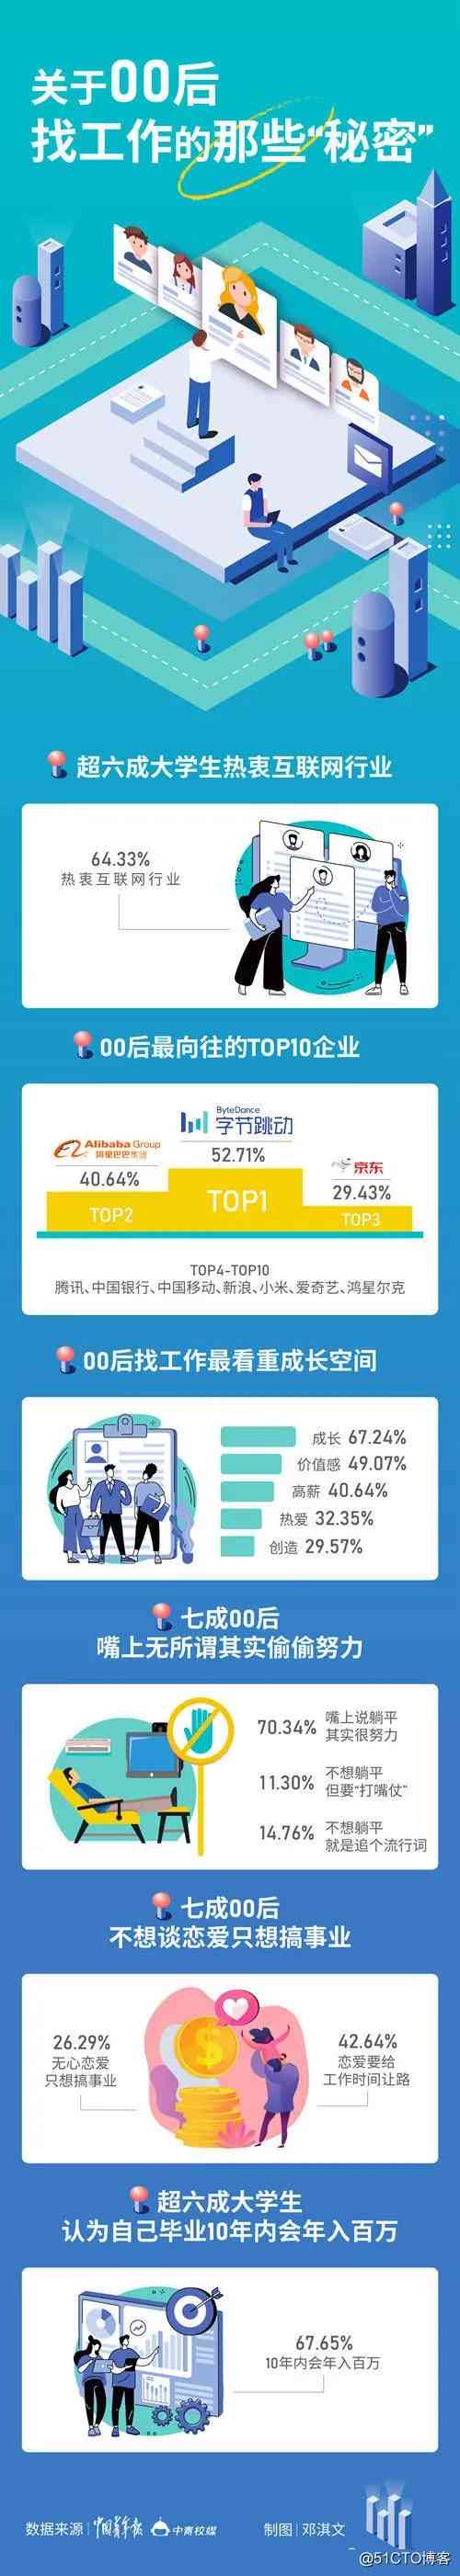 关于00后
找工作的那些“秘密”
超六成大学生热衷互联网行业
64.33%
热衷互联网行业
00后最向往的TOP10企业
ByteDance
字节跳动
52.71%
TOP1
Alibaba Group
阿里巴巴集团
40.64%
TOP2
京东
29.43%
TOP3
TOP4-TOP10
腾讯、中国银行、中国移动、新浪、小米、爱奇艺、鸿星尔克
00后找工作最看重成长空间
成长 67.24%
价值感 49.07%
高薪 40.64%
热爱 32.35%
创造 29.57%
七成00后
嘴上无所谓其实偷偷努力
70.34% 嘴上说躺平
其实很努力
11.30% 不想躺平
但要“打嘴仗”
14.76% 不想躺平
就是追个流行词
七成00后
不想谈恋爱只想搞事业
26.29%
无心恋爱
只想搞事业
42.64%
恋爱要给
工作时间让路
超六成大学生
认为自己毕业10年内会年入百万
67.65%
10年内会年入百万
数据来源 中国青年报 中青校媒 制图 邓淇文
@51CTO博客